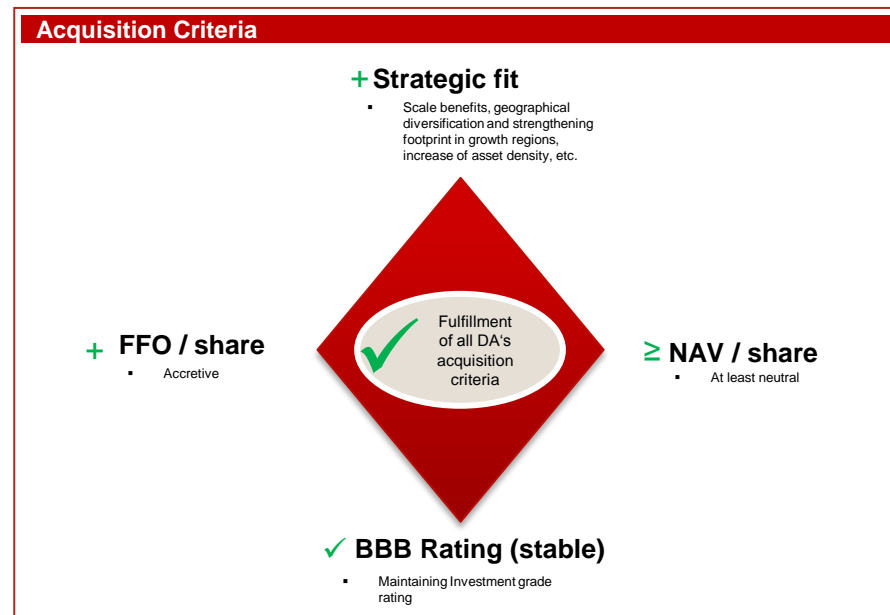 Acquisition Criteria
+ Strategic fit
▪ Scale benefits, geographical
diversification and strengthening
footprint in growth regions,
increase of asset density, etc.
Fulfillment
of all DA‘s
acquisition
criteria
+ FFO / share
▪ Accretive
≥ NAV / share
▪ At least neutral
✓ BBB Rating (stable)
▪ Maintaining Investment grade
rating